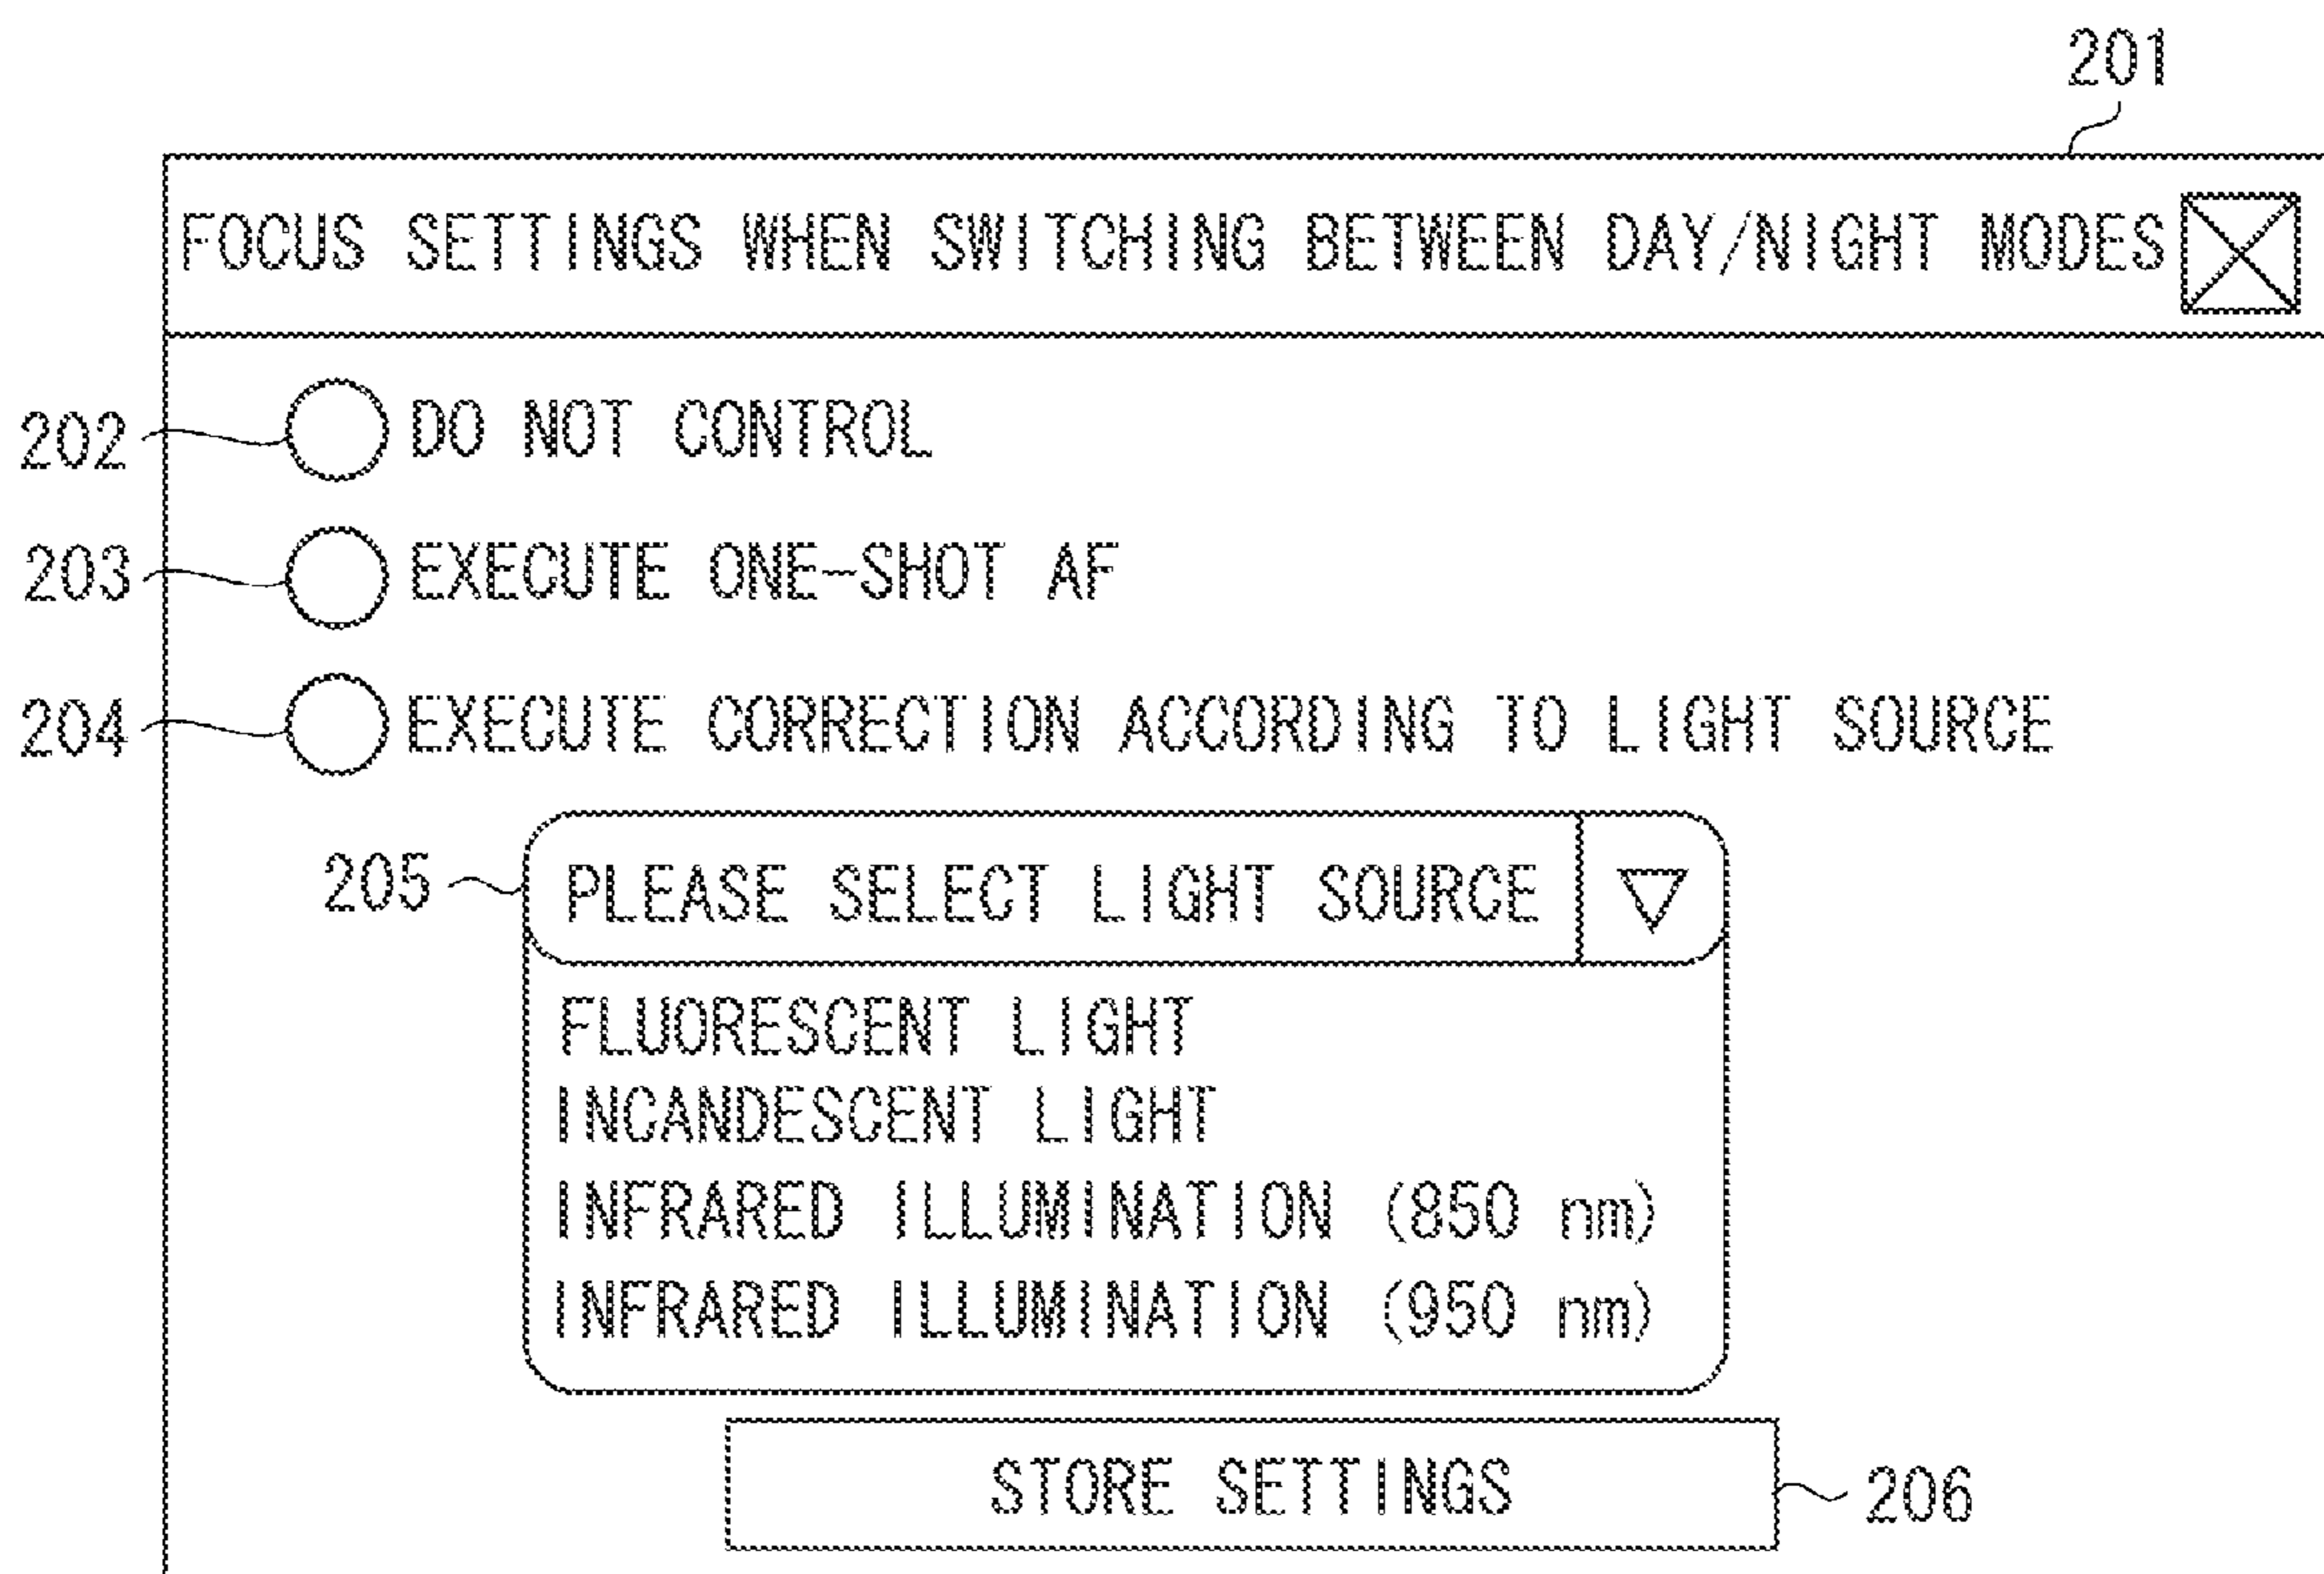 201
FOCUS SETTINGS WHEN SWITCHING BETWEEN DAY/NIGHT MODES
202 DO NOT CONTROL
203 EXECUTE ONE-SHOT AF
204 EXECUTE CORRECTION ACCORDING TO LIGHT SOURCE
205 PLEASE SELECT LIGHT SOURCE
FLUORESCENT LIGHT
INCANDESCENT LIGHT
INFRARED ILLUMINATION (850 nm)
INFRARED ILLUMINATION (950 nm)
STORE SETTINGS 206